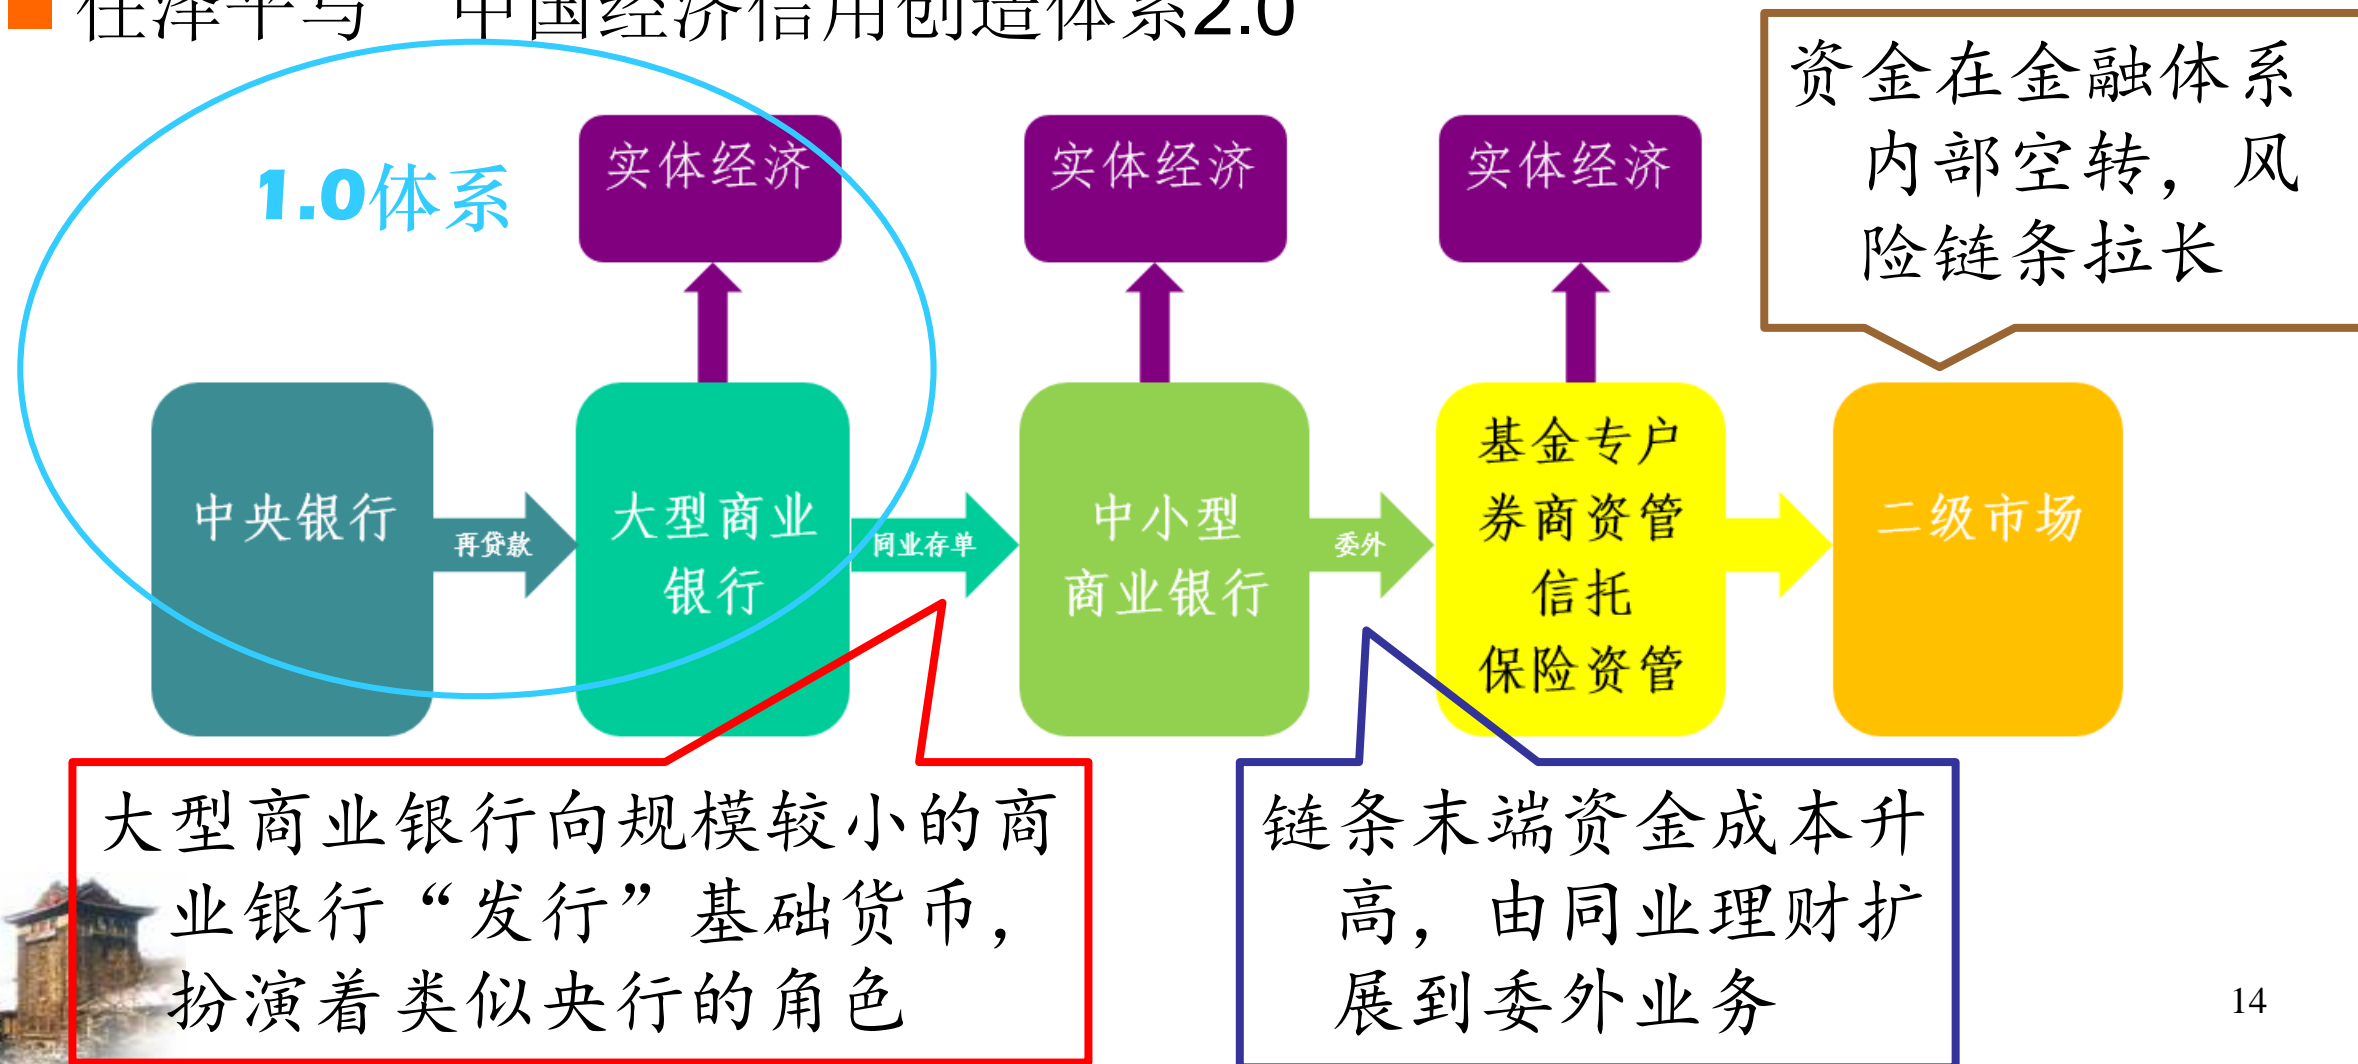 任泽平与 中国经济信用创造体系2.0
资金在金融体系
内部空转，风
险链条拉长
1.0体系
实体经济
实体经济
实体经济
中央银行
再贷款
大型商业
银行
同业存单
中小型
商业银行
委外
基金专户
券商资管
信托
保险资管
二级市场
大型商业银行向规模较小的商
业银行“发行”基础货币，
扮演着类似央行的角色
链条末端资金成本升
高，由同业理财扩
展到委外业务
14